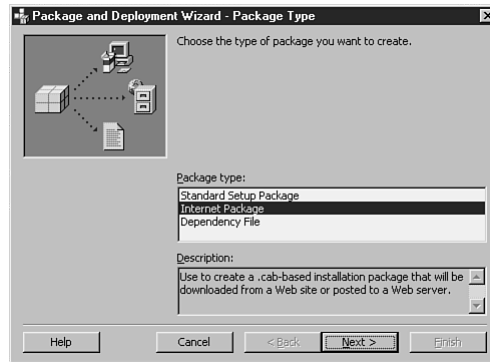 Package and Deployment Wizard - Package Type
Choose the type of package you want to create.
Package type:
Standard Setup Package
Internet Package
Dependency File
Description:
Use to create a .cab-based installation package that will be
downloaded from a Web site or posted to a Web server.
Help Cancel < Back Next > Finish